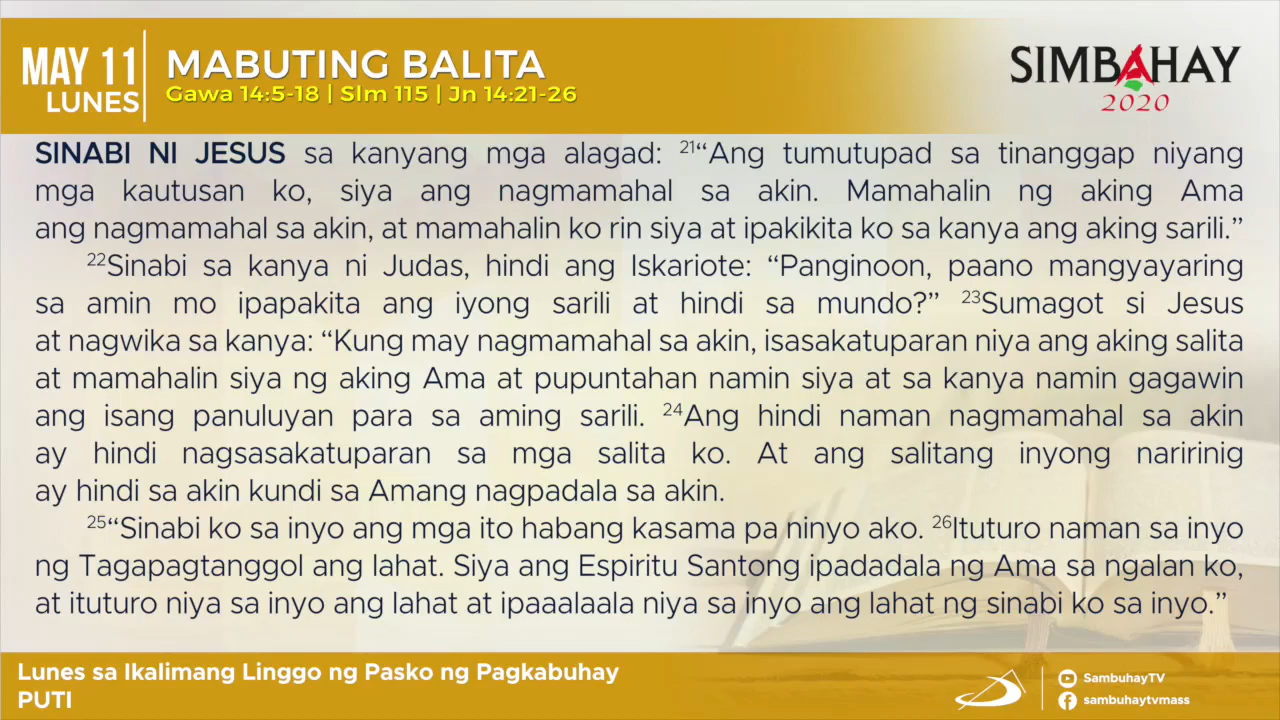 MAY 11
LUNES
MABUTING BALITA
Gawa 14:5-18 | Slm 115 | Jn 14:21-26
SIMBAHAY
2020
SINABI NI JESUS sa kanyang mga alagad: 21“Ang tumutupad sa tinanggap niyang
mga kautusan ko, siya ang nagmamahal sa akin. Mamahalin ng aking Ama
ang nagmamahal sa akin, at mamahalin ko rin siya at ipakikita ko sa kanya ang aking sarili.”
22Sinabi sa kanya ni Judas, hindi ang Iskariote: “Panginoon, paano mangyayaring
sa amin mo ipapakita ang iyong sarili at hindi sa mundo?” 23Sumagot si Jesus
at nagwika sa kanya: “Kung may nagmamahal sa akin, isasakatuparan niya ang aking salita
at mamahalin siya ng aking Ama at pupuntahan namin siya at sa kanya namin gagawin
ang isang panuluyan para sa aming sarili. 24Ang hindi naman nagmamahal sa akin
ay hindi nagsasakatuparan sa mga salita ko. At ang salitang inyong naririnig
ay hindi sa akin kundi sa Amang nagpadala sa akin.
25“Sinabi ko sa inyo ang mga ito habang kasama pa ninyo ako. 26Ituturo naman sa inyo
ng Tagapagtanggol ang lahat. Siya ang Espiritu Santong ipadadala ng Ama sa ngalan ko,
at ituturo niya sa inyo ang lahat at ipaaalaala niya sa inyo ang lahat ng sinabi ko sa inyo.”
Lunes sa Ikalimang Linggo ng Pasko ng Pagkabuhay
PUTI
SambuhayTV
sambuhaytvmass